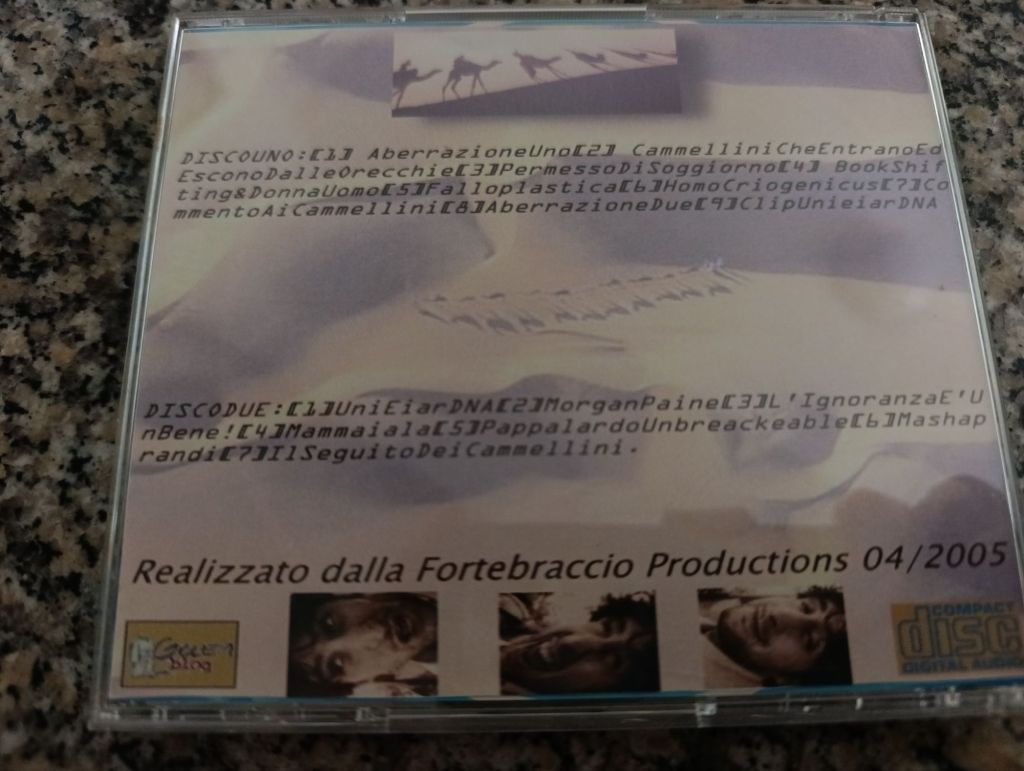 DISCOUNO:[1] AberrazioneUno[2] CammelliniCheEntranoEd
EsconoDalleOrecchie[3]PermessoDiSoggiorno[4] BookShif
ting&DonnaUomo[5]Falloplastica[6]HomoCriogenicus[7]Co
mmentoAiCammellini[8]AberrazioneDue[9]ClipUnieiarDNA
DISCODUE:[1]UniEiarDNA[2]MorganPaine[3]L'IgnoranzaE'U
nBene![4]Mammaiala[5]PappalardoUnbreackeable[6]Mashap
randi[7]IlSeguitoDeiCammellini.
Realizzato dalla Fortebraccio Productions 04/2005
Golem
blog
COMPACT
disc
DIGITAL AUDIO